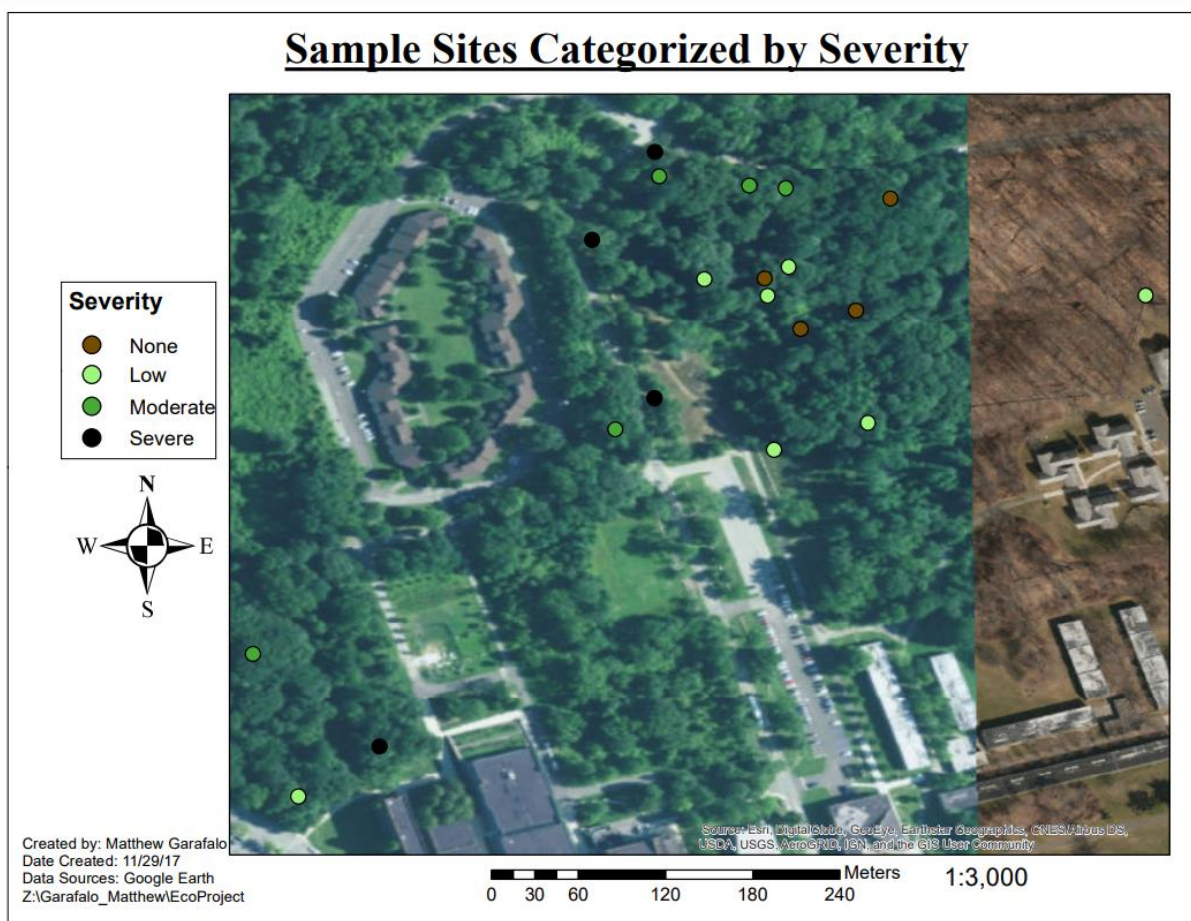 Sample Sites Categorized by Severity
Severity
None
Low
Moderate
Severe
N
W E
S
Source: Esri, DigitalGlobe, GeoEye, Earthstar Geographics, CNES/Airbus DS,
USDA, USGS, AeroGRID, IGN, and the GIS User Community
Created by: Matthew Garafalo
Date Created: 11/29/17
Data Sources: Google Earth
Z:\Garafalo_Matthew\EcoProject
0 30 60 120 180 240 Meters
1:3,000